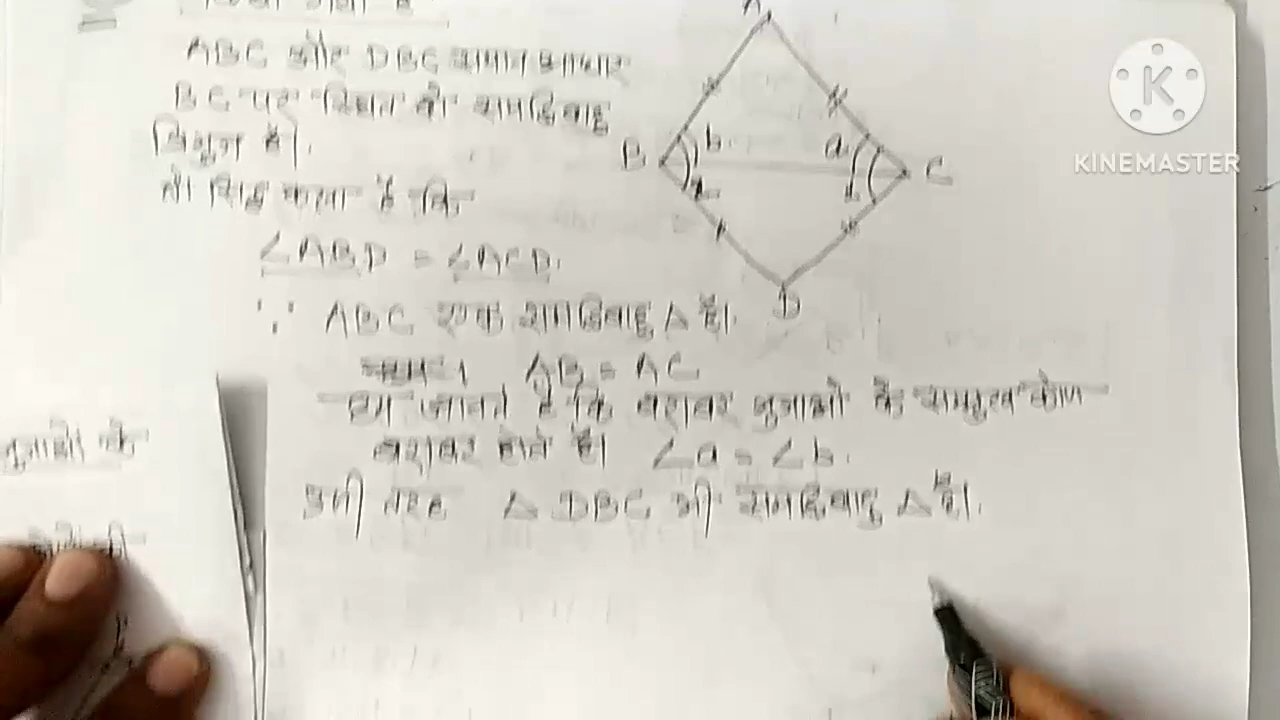 ABC और DBC समान आधार
BC पर स्थित दो समद्विबाहु
त्रिभुज है।
तो सिद्ध करना है कि
∠ABD = ∠ACD.
∵ ABC एक समद्विबाहु Δ है।
AB = AC
हम जानते है कि बराबर भुजाओ के सम्मुख कोण
बराबर होते है। ∠a = ∠b.
इसी तरह Δ DBC भी समद्विबाहु Δ है।
A
B
b.
a
C
D
भुजाओ के
K
KINEMASTER